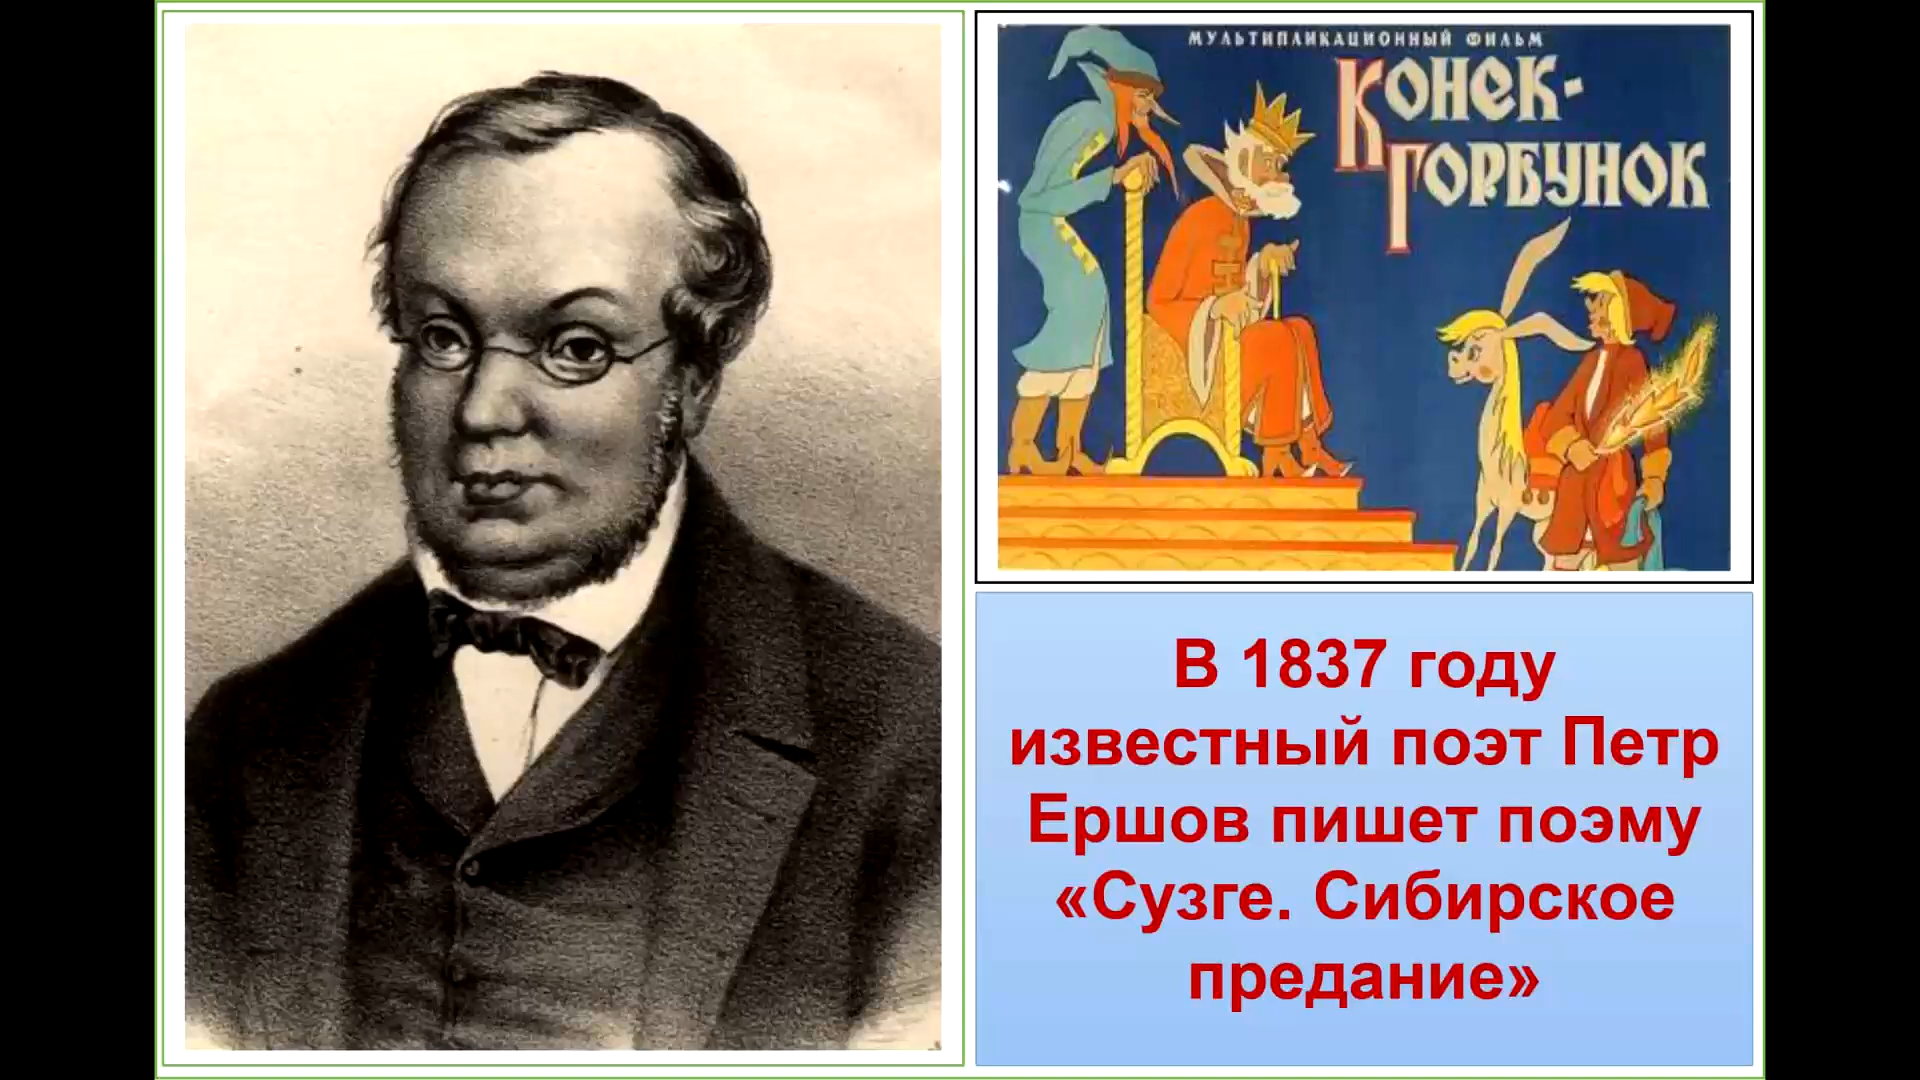 МУЛЬТИПЛИКАЦИОННЫЙ ФИЛЬМ
КОНЕК-
ГОРБУНОК
В 1837 году
известный поэт Петр
Ершов пишет поэму
«Сузге. Сибирское
предание»